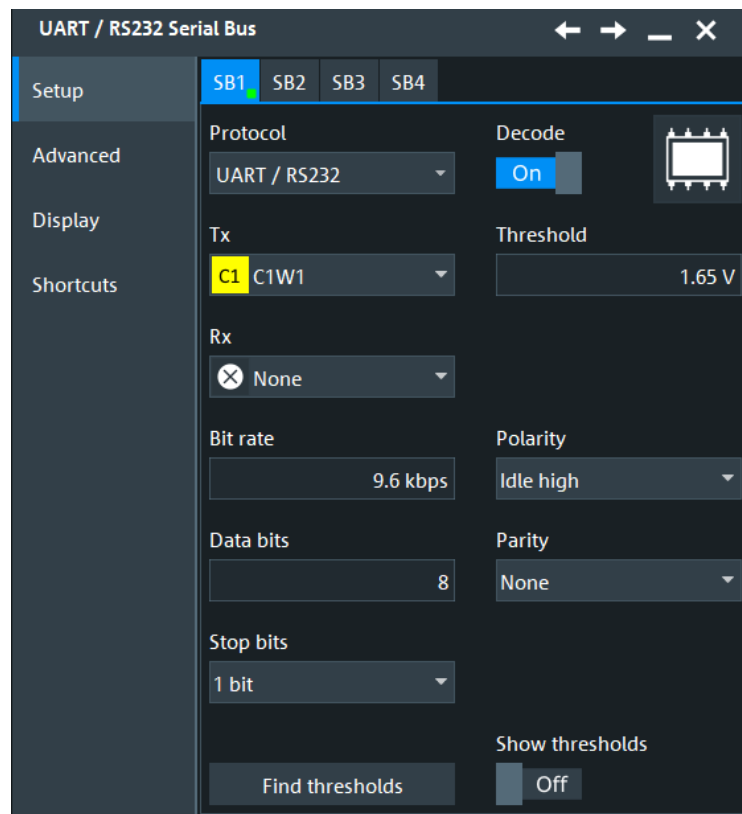 UART / RS232 Serial Bus
Setup
Advanced
Display
Shortcuts
SB1 SB2 SB3 SB4
Protocol Decode
UART / RS232 On
Tx Threshold
C1 C1W1 1.65 V
Rx
None
Bit rate Polarity
9.6 kbps Idle high
Data bits Parity
8 None
Stop bits
1 bit
Show thresholds
Find thresholds Off